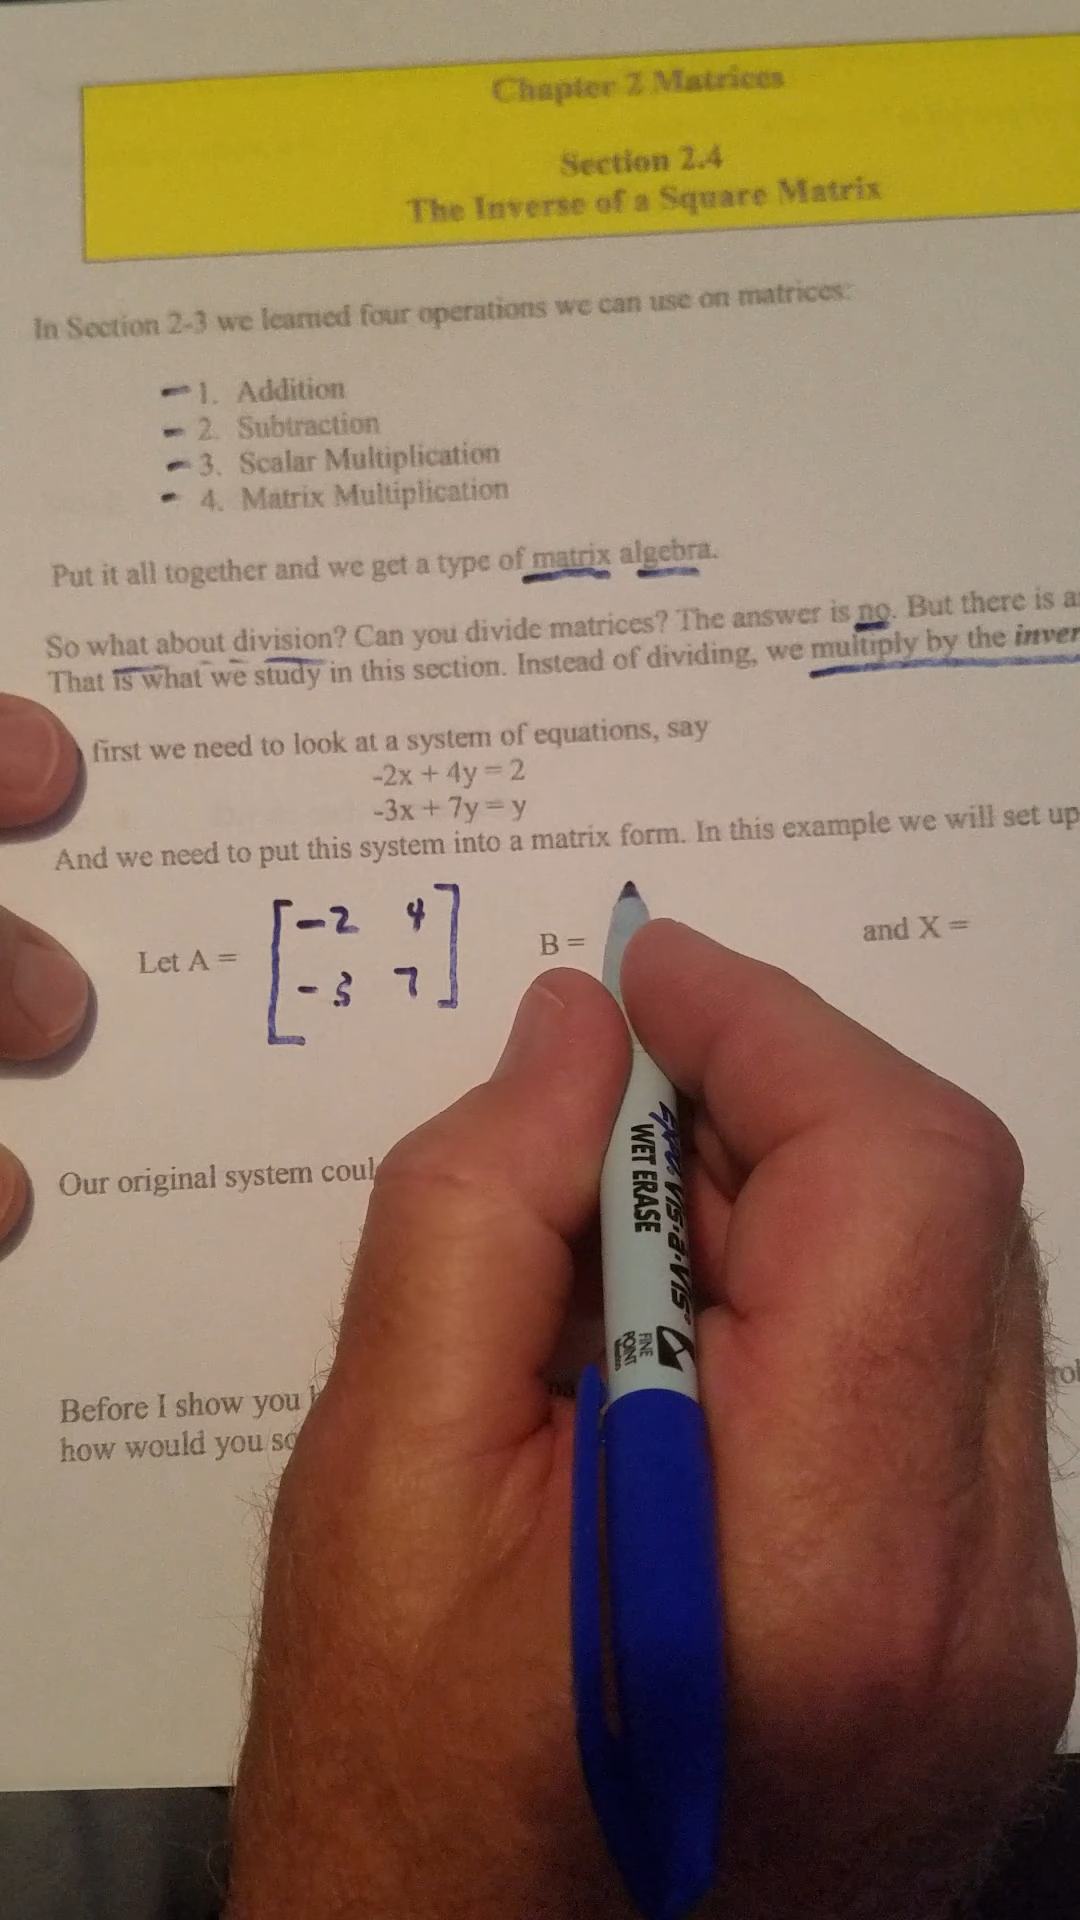 Chapter 2 Matrices
Section 2.4
The Inverse of a Square Matrix
In Section 2-3 we learned four operations we can use on matrices:
1. Addition
2. Subtraction
3. Scalar Multiplication
4. Matrix Multiplication
Put it all together and we get a type of matrix algebra.
So what about division? Can you divide matrices? The answer is no. But there is
That is what we study in this section. Instead of dividing, we multiply by the
first we need to look at a system of equations, say
-2x + 4y = 2
-3x + 7y = y
And we need to put this system into a matrix form. In this example we will set up
Let A = [-2 4
-3 7] B = and X =
Our original system
Before I show you
how would you
VIS-à-VIS
WET ERASE
FINE
POINT